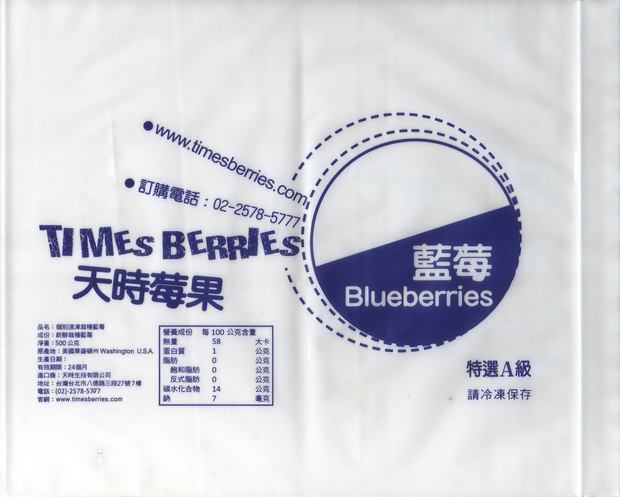 ●www.timesberries.com
●訂購電話：02-2578-5777
TIMES BERRIES
天時莓果
藍莓
Blueberries
品名：個別速凍栽種藍莓
成份：新鮮栽種藍莓
淨重：500公克
原產地：美國華盛頓州 Washington U.S.A.
生產日期：
有效期限：24個月
進口商：天時生技有限公司
地址：台灣台北市八德路三段27號7樓
電話：(02)-2578-5777
官網：www.timesberries.com
營養成份 每100公克含量
熱量 58 大卡
蛋白質 1 公克
脂肪 0 公克
飽和脂肪 0 公克
反式脂肪 0 公克
碳水化合物 14 公克
鈉 7 毫克
特選A級
請冷凍保存